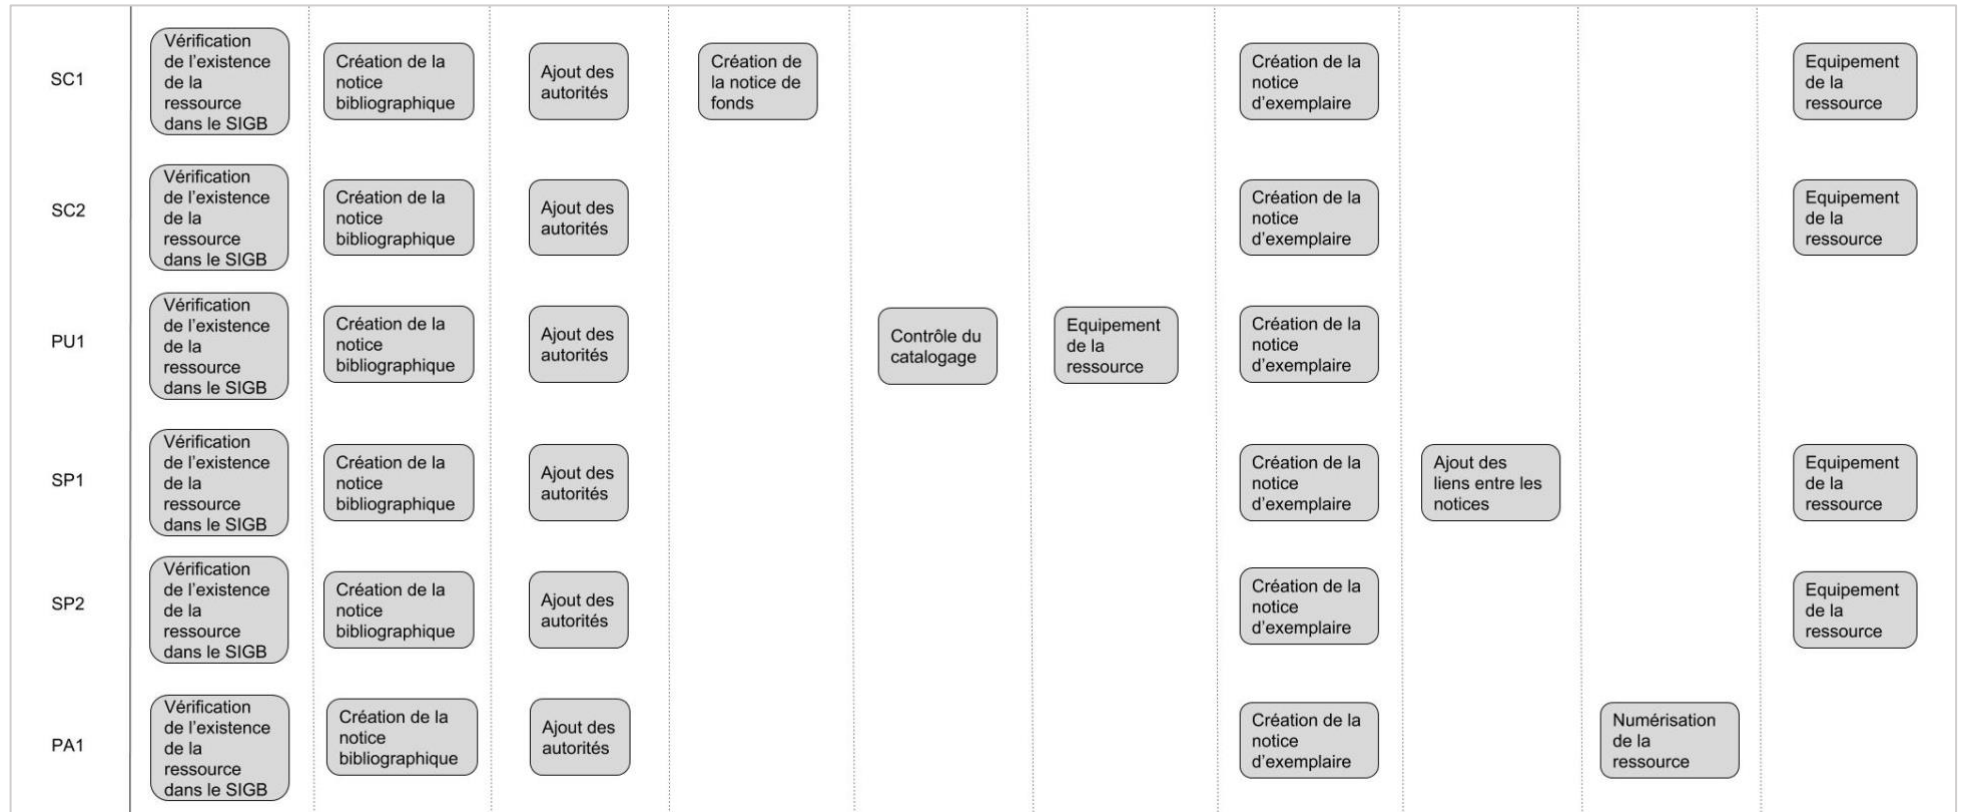 SC1
Vérification
de l'existence
de la
ressource
dans le SIGB
Création de la
notice
bibliographique
Ajout des
autorités
Création de
la notice de
fonds
Création de la
notice
d'exemplaire
Equipement
de la
ressource
SC2
Vérification
de l'existence
de la
ressource
dans le SIGB
Création de la
notice
bibliographique
Ajout des
autorités
Création de la
notice
d'exemplaire
Equipement
de la
ressource
PU1
Vérification
de l'existence
de la
ressource
dans le SIGB
Création de la
notice
bibliographique
Ajout des
autorités
Contrôle du
catalogage
Equipement
de la
ressource
Création de la
notice
d'exemplaire
SP1
Vérification
de l'existence
de la
ressource
dans le SIGB
Création de la
notice
bibliographique
Ajout des
autorités
Création de la
notice
d'exemplaire
Ajout des
liens entre les
notices
Equipement
de la
ressource
SP2
Vérification
de l'existence
de la
ressource
dans le SIGB
Création de la
notice
bibliographique
Ajout des
autorités
Création de la
notice
d'exemplaire
Equipement
de la
ressource
PA1
Vérification
de l'existence
de la
ressource
dans le SIGB
Création de la
notice
bibliographique
Ajout des
autorités
Création de la
notice
d'exemplaire
Numérisation
de la
ressource